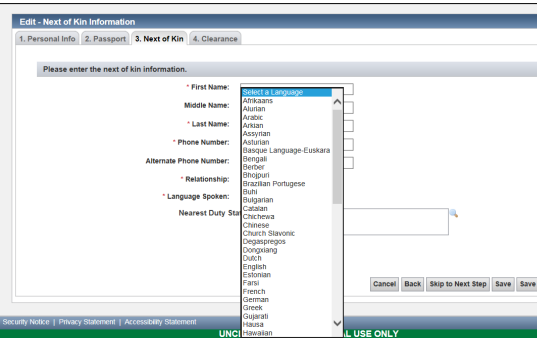 Edit - Next of Kin Information
1. Personal Info 2. Passport 3. Next of Kin 4. Clearance
Please enter the next of kin information.
* First Name:
Middle Name:
* Last Name:
* Phone Number:
Alternate Phone Number:
* Relationship:
* Language Spoken:
Nearest Duty Sta
Select a Language
Afrikaans
Alurian
Arabic
Arkian
Assyrian
Asturian
Basque Language-Euskara
Bengali
Berber
Bhojpuri
Brazilian Portugese
Buhi
Bulgarian
Catalan
Chichewa
Chinese
Church Slavonic
Degaspregos
Dongxiang
Dutch
English
Estonian
Farsi
French
German
Greek
Gujarati
Hausa
Hawaiian
Cancel Back Skip to Next Step Save Save
Security Notice | Privacy Statement | Accessibility Statement
UNC L USE ONLY